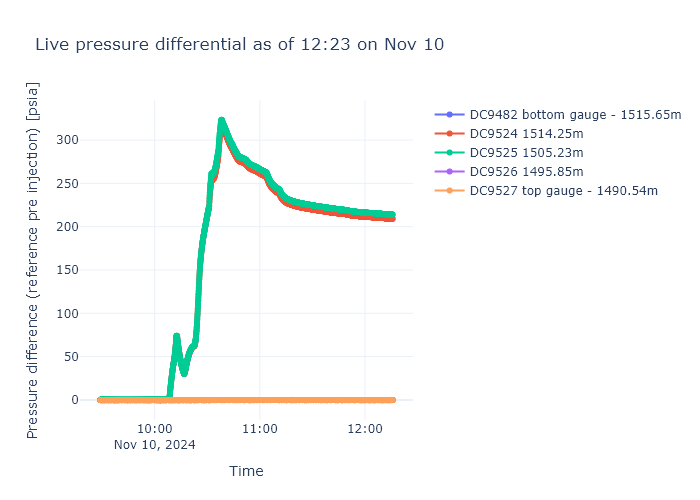 Live pressure differential as of 12:23 on Nov 10
Pressure difference (reference pre injection) [psia]
300
250
200
150
100
50
0
10:00
11:00
12:00
Nov 10, 2024
Time
DC9482 bottom gauge - 1515.65m
DC9524 1514.25m
DC9525 1505.23m
DC9526 1495.85m
DC9527 top gauge - 1490.54m